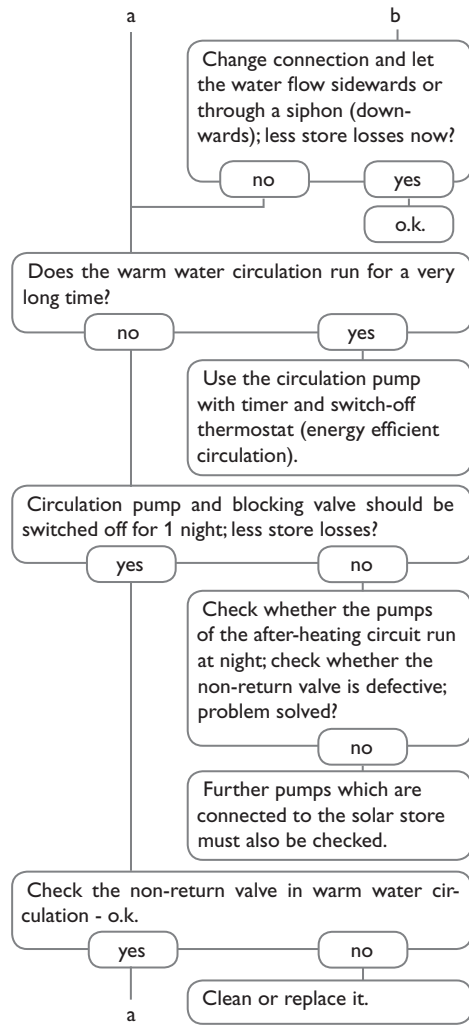 a
b
Change connection and let
the water flow sidewards or
through a siphon (down-
wards); less store losses now?
no
yes
o.k.
Does the warm water circulation run for a very
long time?
no
yes
Use the circulation pump
with timer and switch-off
thermostat (energy efficient
circulation).
Circulation pump and blocking valve should be
switched off for 1 night; less store losses?
yes
no
Check whether the pumps
of the after-heating circuit run
at night; check whether the
non-return valve is defective;
problem solved?
no
Further pumps which are
connected to the solar store
must also be checked.
Check the non-return valve in warm water cir-
culation - o.k.
yes
no
Clean or replace it.
a